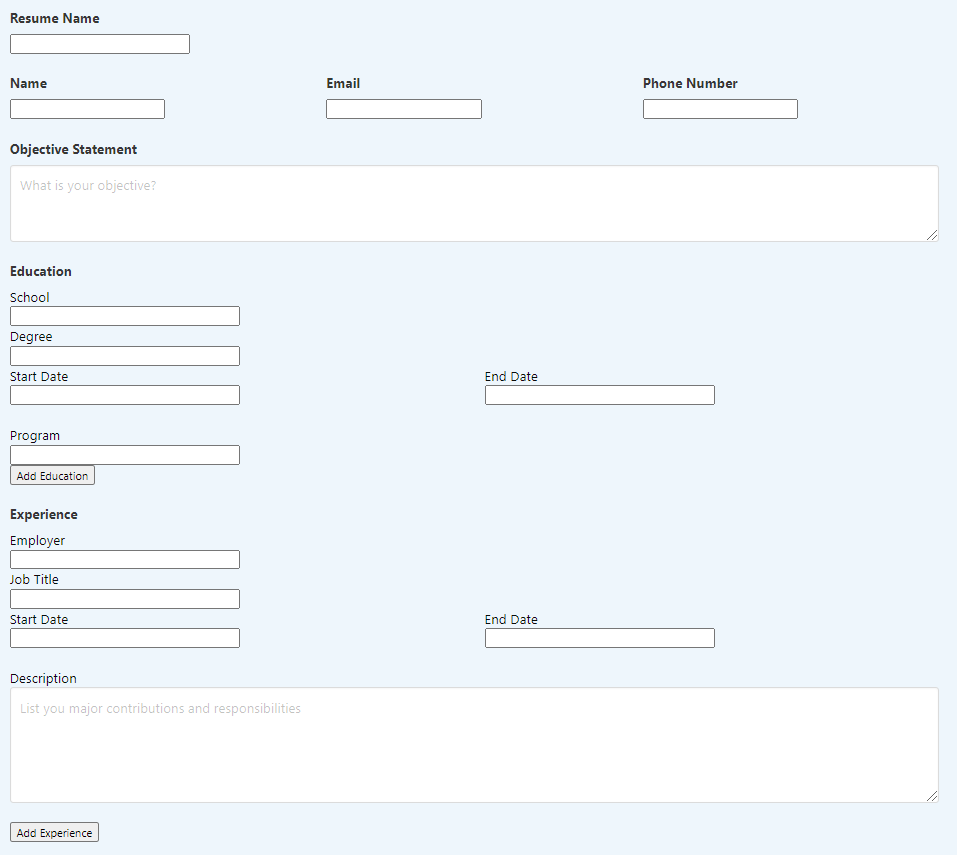 Resume Name
Name Email Phone Number
Objective Statement
What is your objective?
Education
School
Degree
Start Date End Date
Program
Add Education
Experience
Employer
Job Title
Start Date End Date
Description
List you major contributions and responsibilities
Add Experience